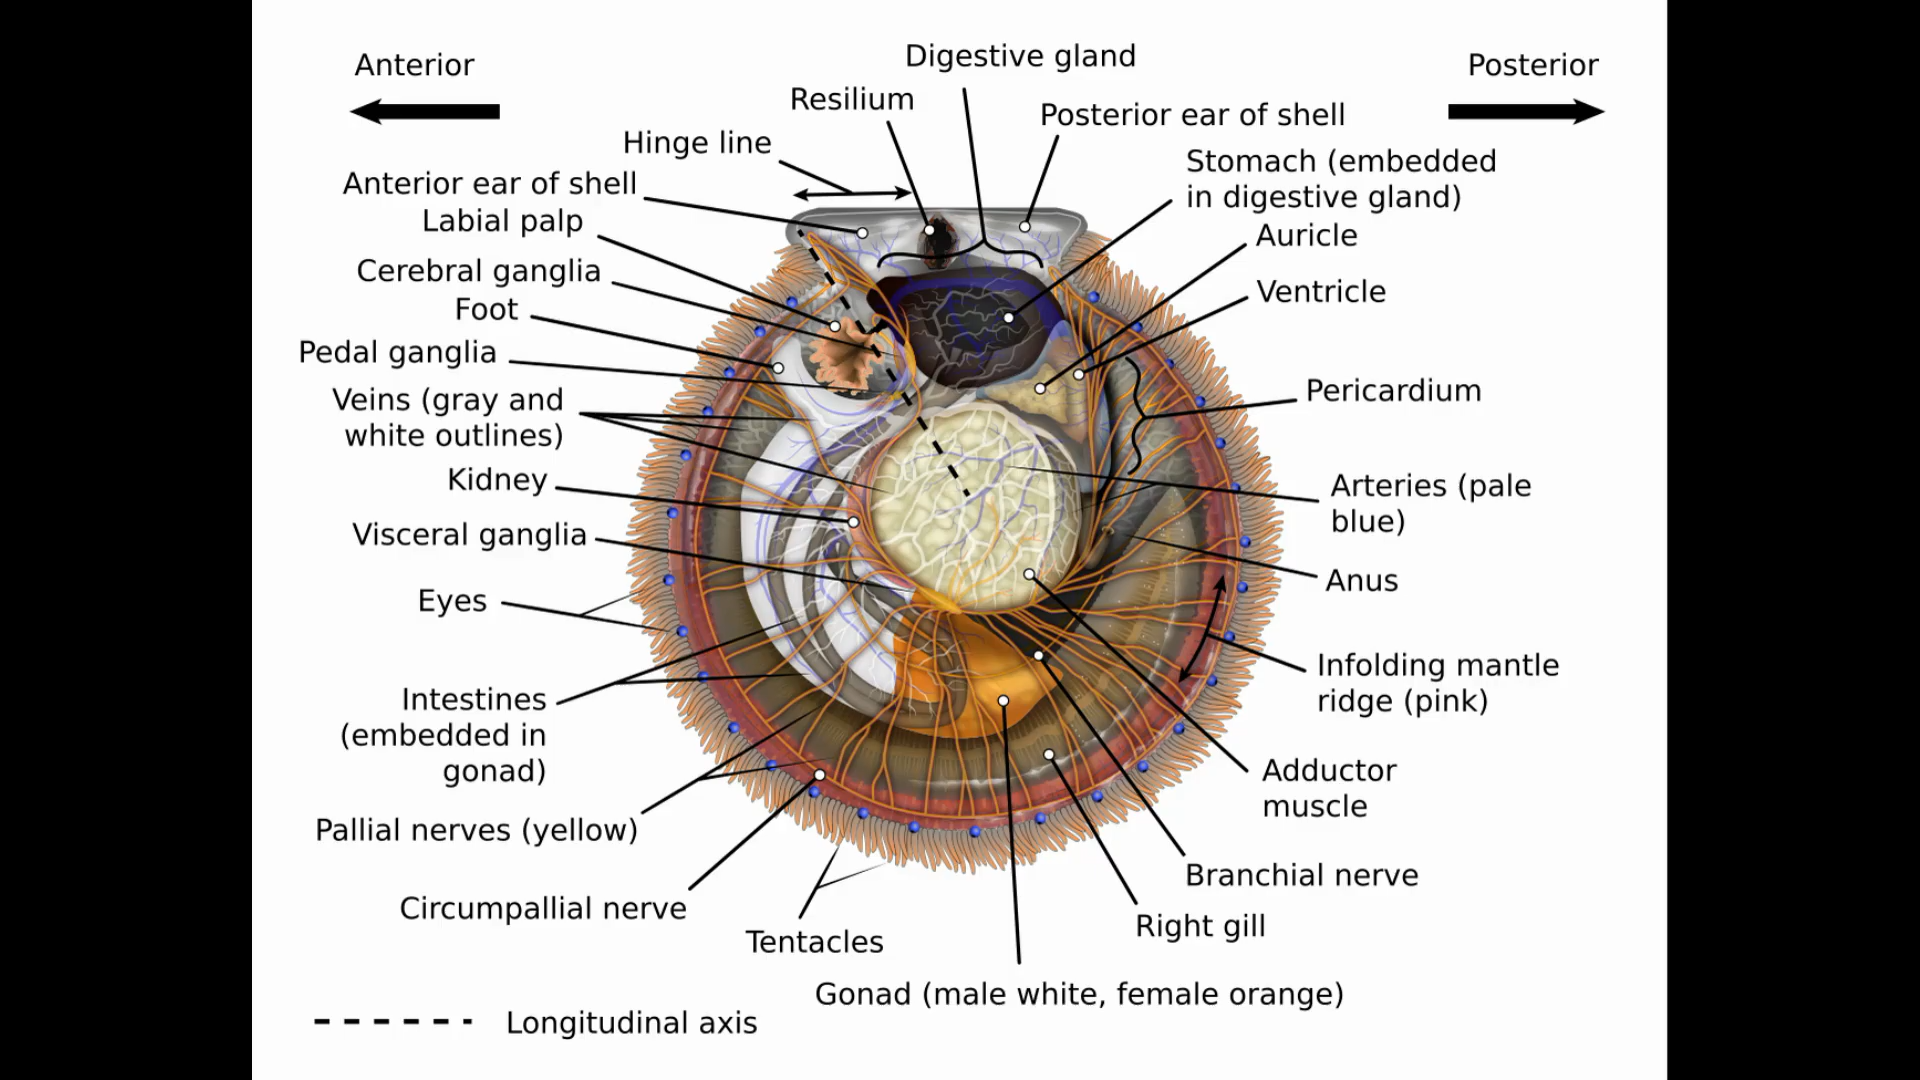 Anterior
Digestive gland
Posterior
Resilium
Posterior ear of shell
Hinge line
Stomach (embedded
in digestive gland)
Anterior ear of shell
Labial palp
Auricle
Cerebral ganglia
Ventricle
Foot
Pedal ganglia
Pericardium
Veins (gray and
white outlines)
Kidney
Arteries (pale
blue)
Visceral ganglia
Anus
Eyes
Infolding mantle
ridge (pink)
Intestines
(embedded in
gonad)
Adductor
muscle
Pallial nerves (yellow)
Branchial nerve
Circumpallial nerve
Right gill
Tentacles
Gonad (male white, female orange)
Longitudinal axis